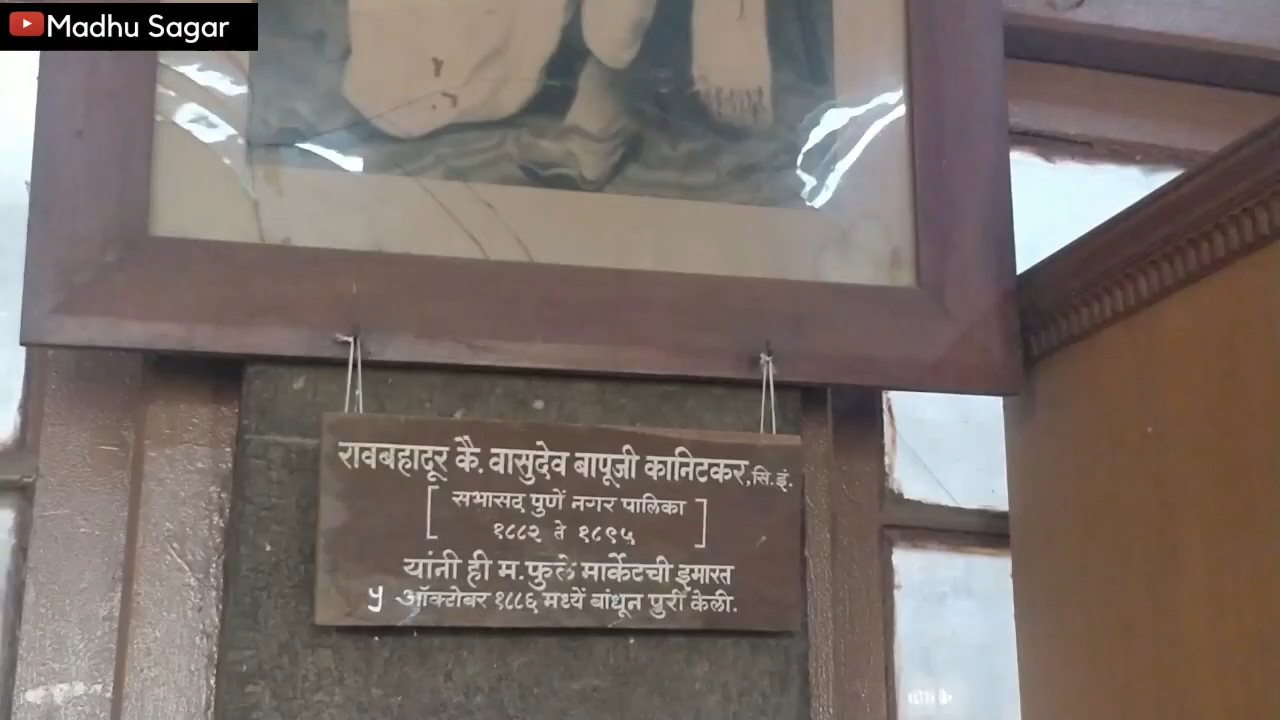 Madhu Sagar
रावबहादूर कै. वासुदेव बापूजी कानिटकर, सि.इं.
[ सभासद पुणें नगर पालिका
१८८२ ते १८९५ ]
यांनी ही म. फुले मार्केटची इमारत
५ ऑक्टोबर १८८६ मध्यें बांधून पुरी केली.